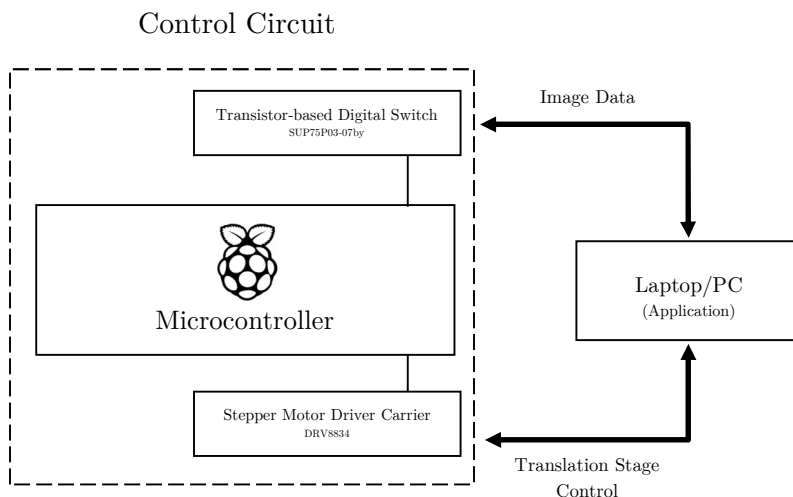 Control Circuit
Transistor-based Digital Switch
SUP75P03-07by
Image Data
Microcontroller
Laptop/PC
(Application)
Stepper Motor Driver Carrier
DRV8834
Translation Stage
Control